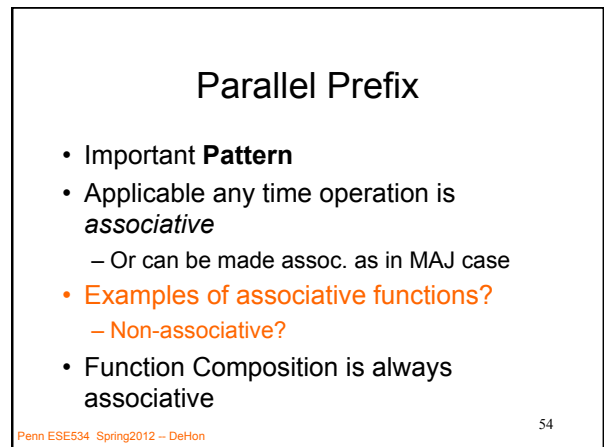 Parallel Prefix
• Important Pattern
• Applicable any time operation is
associative
– Or can be made assoc. as in MAJ case
• Examples of associative functions?
– Non-associative?
• Function Composition is always
associative
Penn ESE534 Spring2012 -- DeHon
54